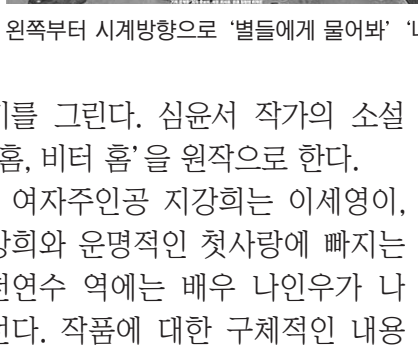 왼쪽부터 시계방향으로 ‘별들에게 물어봐’
기를 그린다. 심윤서 작가의 소설
홈, 비터 홈’을 원작으로 한다.
여자주인공 지강희는 이세영이,
강희와 운명적인 첫사랑에 빠지는
천연수 역에는 배우 나인우가 나
선다. 작품에 대한 구체적인 내용